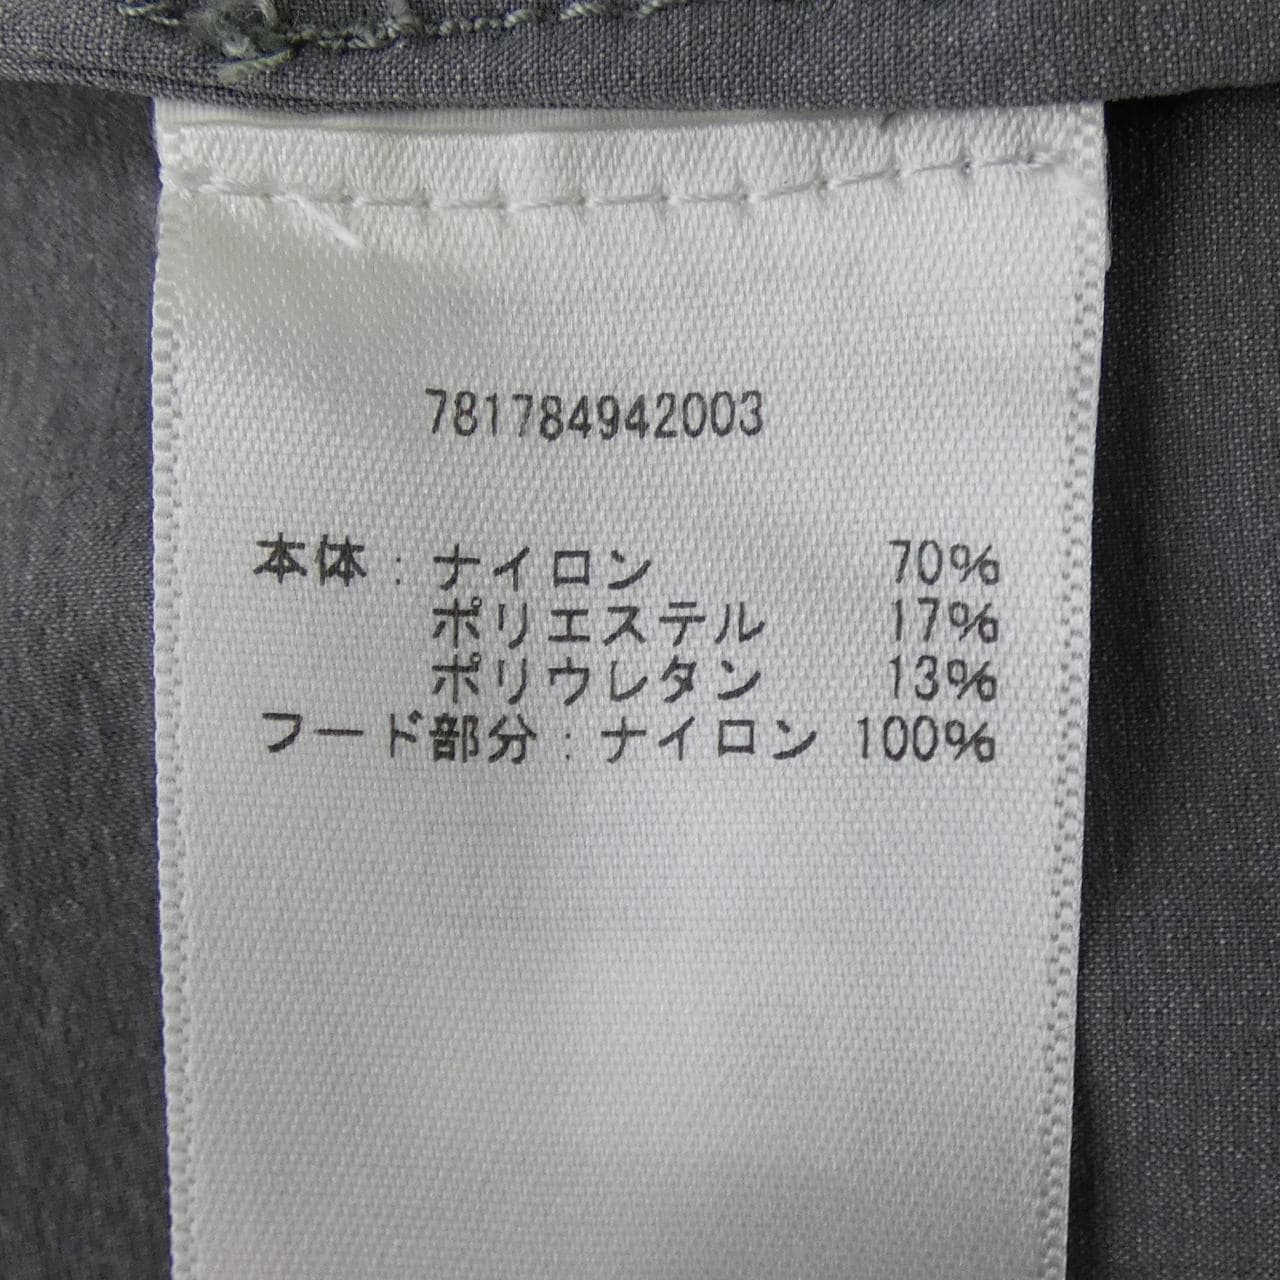 781784942003
本体:ナイロン 70%
ポリエステル 17%
ポリウレタン 13%
フード部分:ナイロン 100%